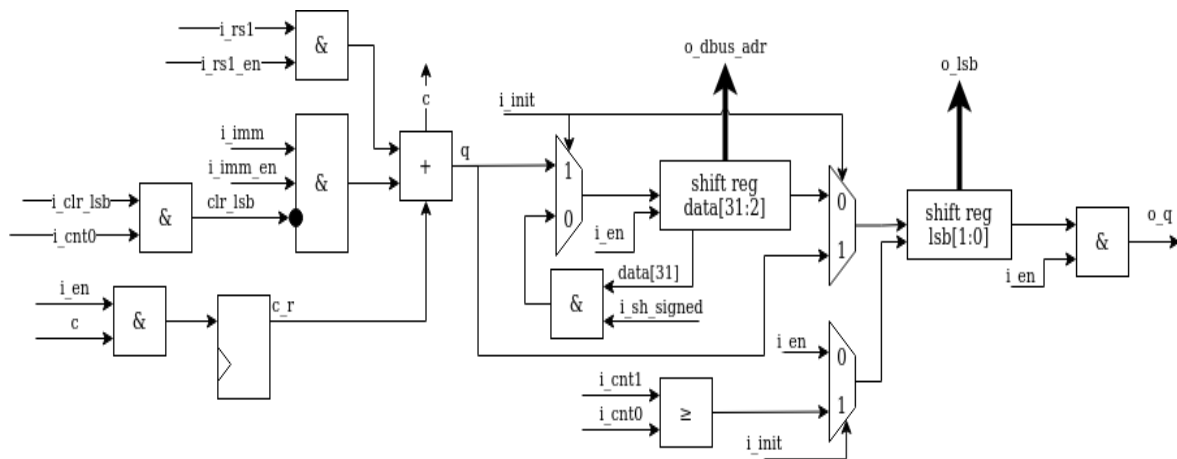 i_rs1
i_rs1_en
&
i_imm
i_imm_en
&
i_clr_lsb
i_cnt0
&
clr_lsb
i_en
c
&
c_r
c
+
q
i_init
1
0
o_dbus_adr
shift reg
data[31:2]
i_en
data[31]
i_sh_signed
&
0
1
o_lsb
shift reg
lsb[1:0]
i_en
&
o_q
i_en
0
1
i_cnt1
i_cnt0
≥
i_init